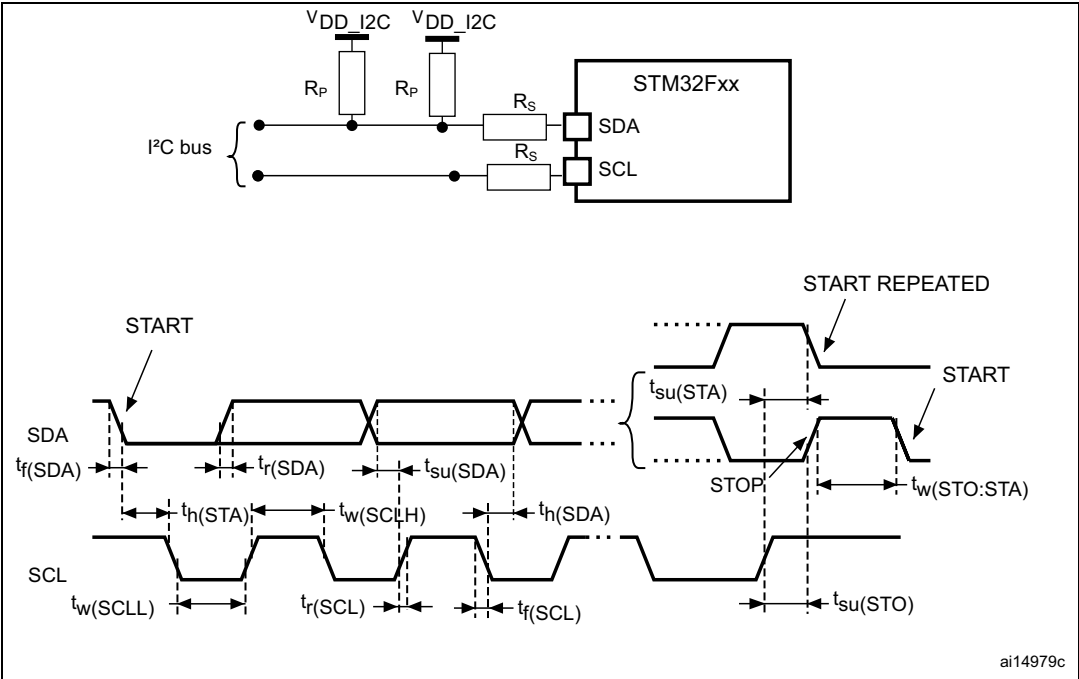 VDD_I2C VDD_I2C
STM32Fxx
RP RP
RS
SDA
I²C bus
RS
SCL
START REPEATED
START
START
tsu(STA)
SDA
tf(SDA) tr(SDA) tsu(SDA)
STOP
tw(STO:STA)
th(STA) tw(SCLH) th(SDA)
SCL
tw(SCLL) tr(SCL) tf(SCL) tsu(STO)
ai14979c